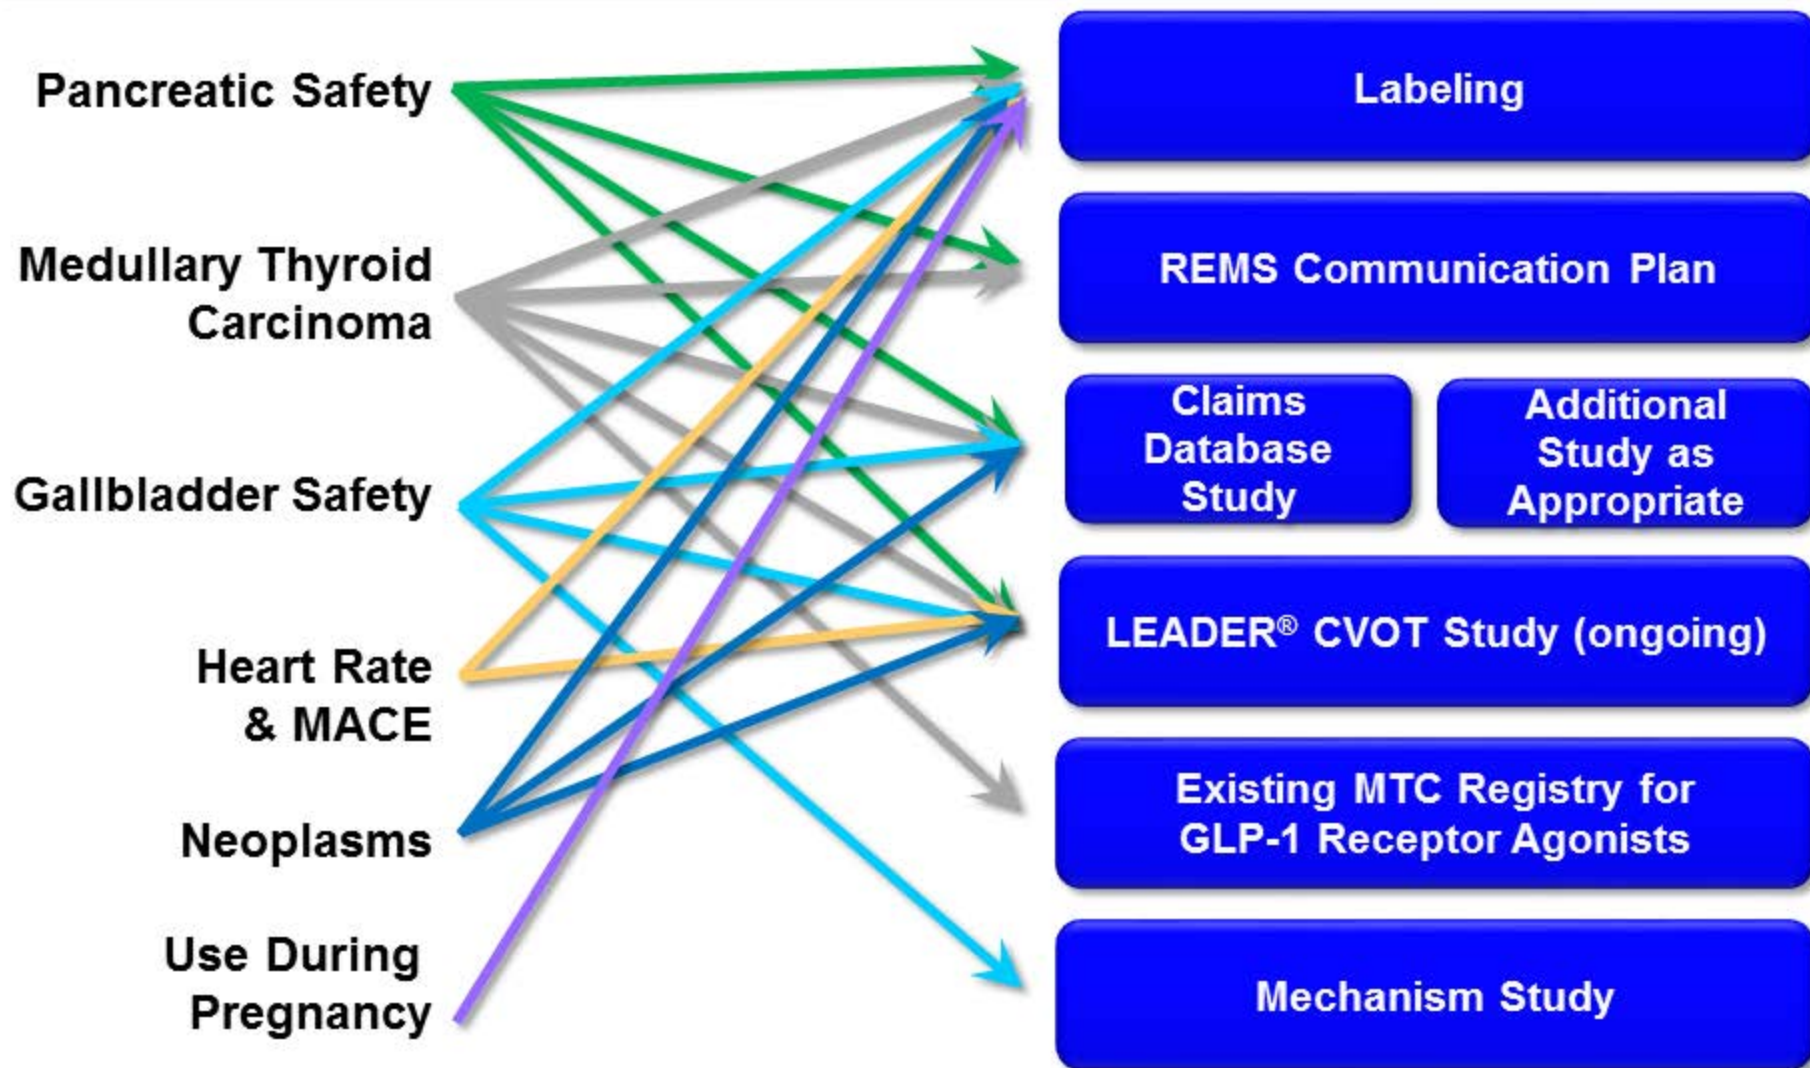 Pancreatic Safety
Medullary Thyroid
Carcinoma
Gallbladder Safety
Heart Rate
& MACE
Neoplasms
Use During
Pregnancy
Labeling
REMS Communication Plan
Claims
Database
Study
Additional
Study as
Appropriate
LEADER® CVOT Study (ongoing)
Existing MTC Registry for
GLP-1 Receptor Agonists
Mechanism Study